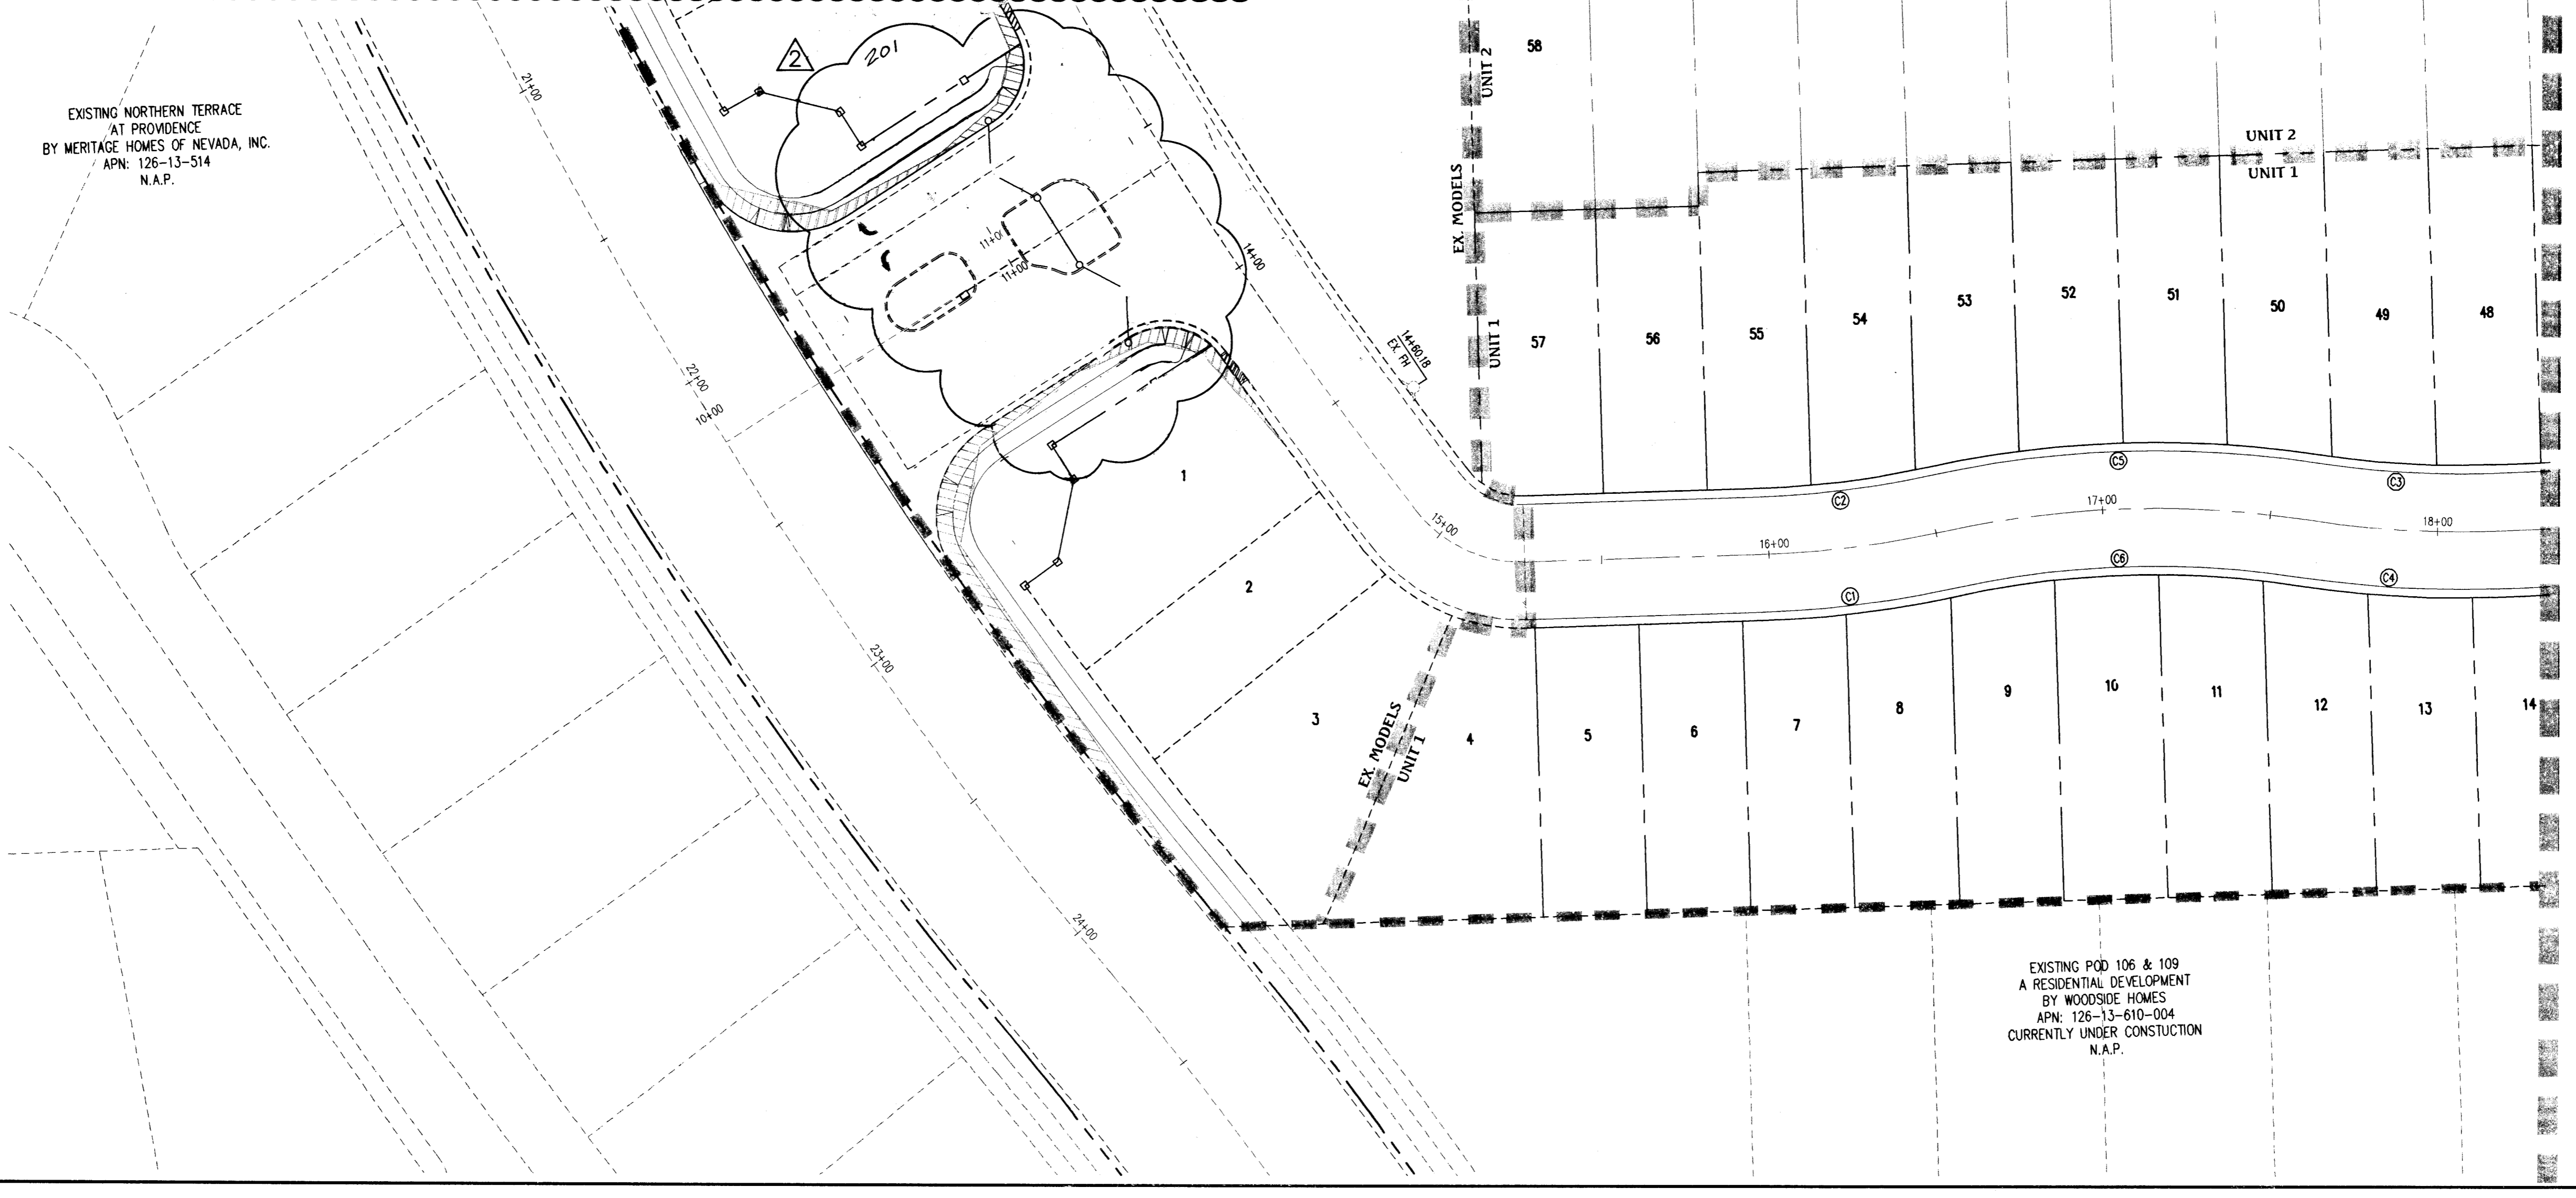 EXISTING NORTHERN TERRACE
AT PROVIDENCE
BY MERITAGE HOMES OF NEVADA, INC.
APN: 126-13-514
N.A.P.
21+00
2
201
11+00
11+00
14+00
22+00
10+00
14+60.18
EX. FH
EX. MODELS
UNIT 2
UNIT 1
58
UNIT 2
UNIT 1
57
56
55
54
53
52
51
50
49
48
C2
C5
C3
15+00
16+00
17+00
18+00
C1
C6
C4
1
2
3
23+00
24+00
EX. MODELS
UNIT 1
4
5
6
7
8
9
10
11
12
13
14
EXISTING POD 106 & 109
A RESIDENTIAL DEVELOPMENT
BY WOODSIDE HOMES
APN: 126-13-610-004
CURRENTLY UNDER CONSTUCTION
N.A.P.